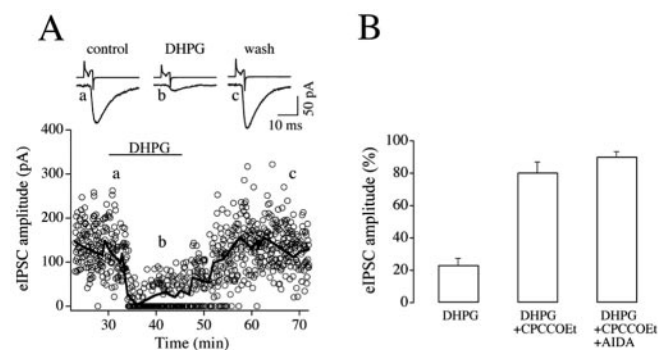 A
control DHPG wash
a b c
50 pA
10 ms
400
300
200
100
0
eIPSC amplitude (pA)
DHPG
a
b
c
30 40 50 60 70
Time (min)
B
80
60
40
20
0
eIPSC amplitude (%)
DHPG
DHPG
+CPCCOEt
DHPG
+CPCCOEt
+AIDA